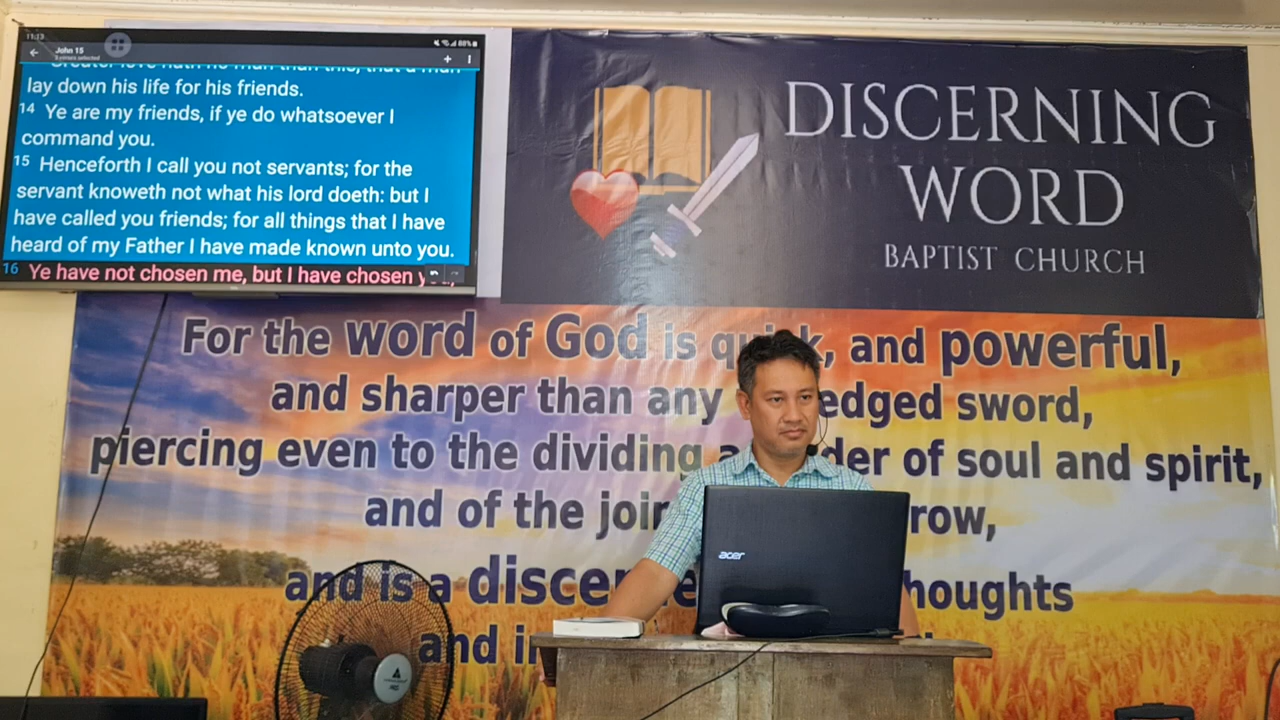 11:13
88%
John 15
lay down his life for his friends.
14 Ye are my friends, if ye do whatsoever I
command you.
15 Henceforth I call you not servants; for the
servant knoweth not what his lord doeth: but I
have called you friends; for all things that I have
heard of my Father I have made known unto you.
16 Ye have not chosen me, but I have chosen
DISCERNING
WORD
BAPTIST CHURCH
For the word of God is, and powerful,
and sharper than any edged sword,
piercing even to the dividing of soul and spirit,
and of the
and is a
and
acer